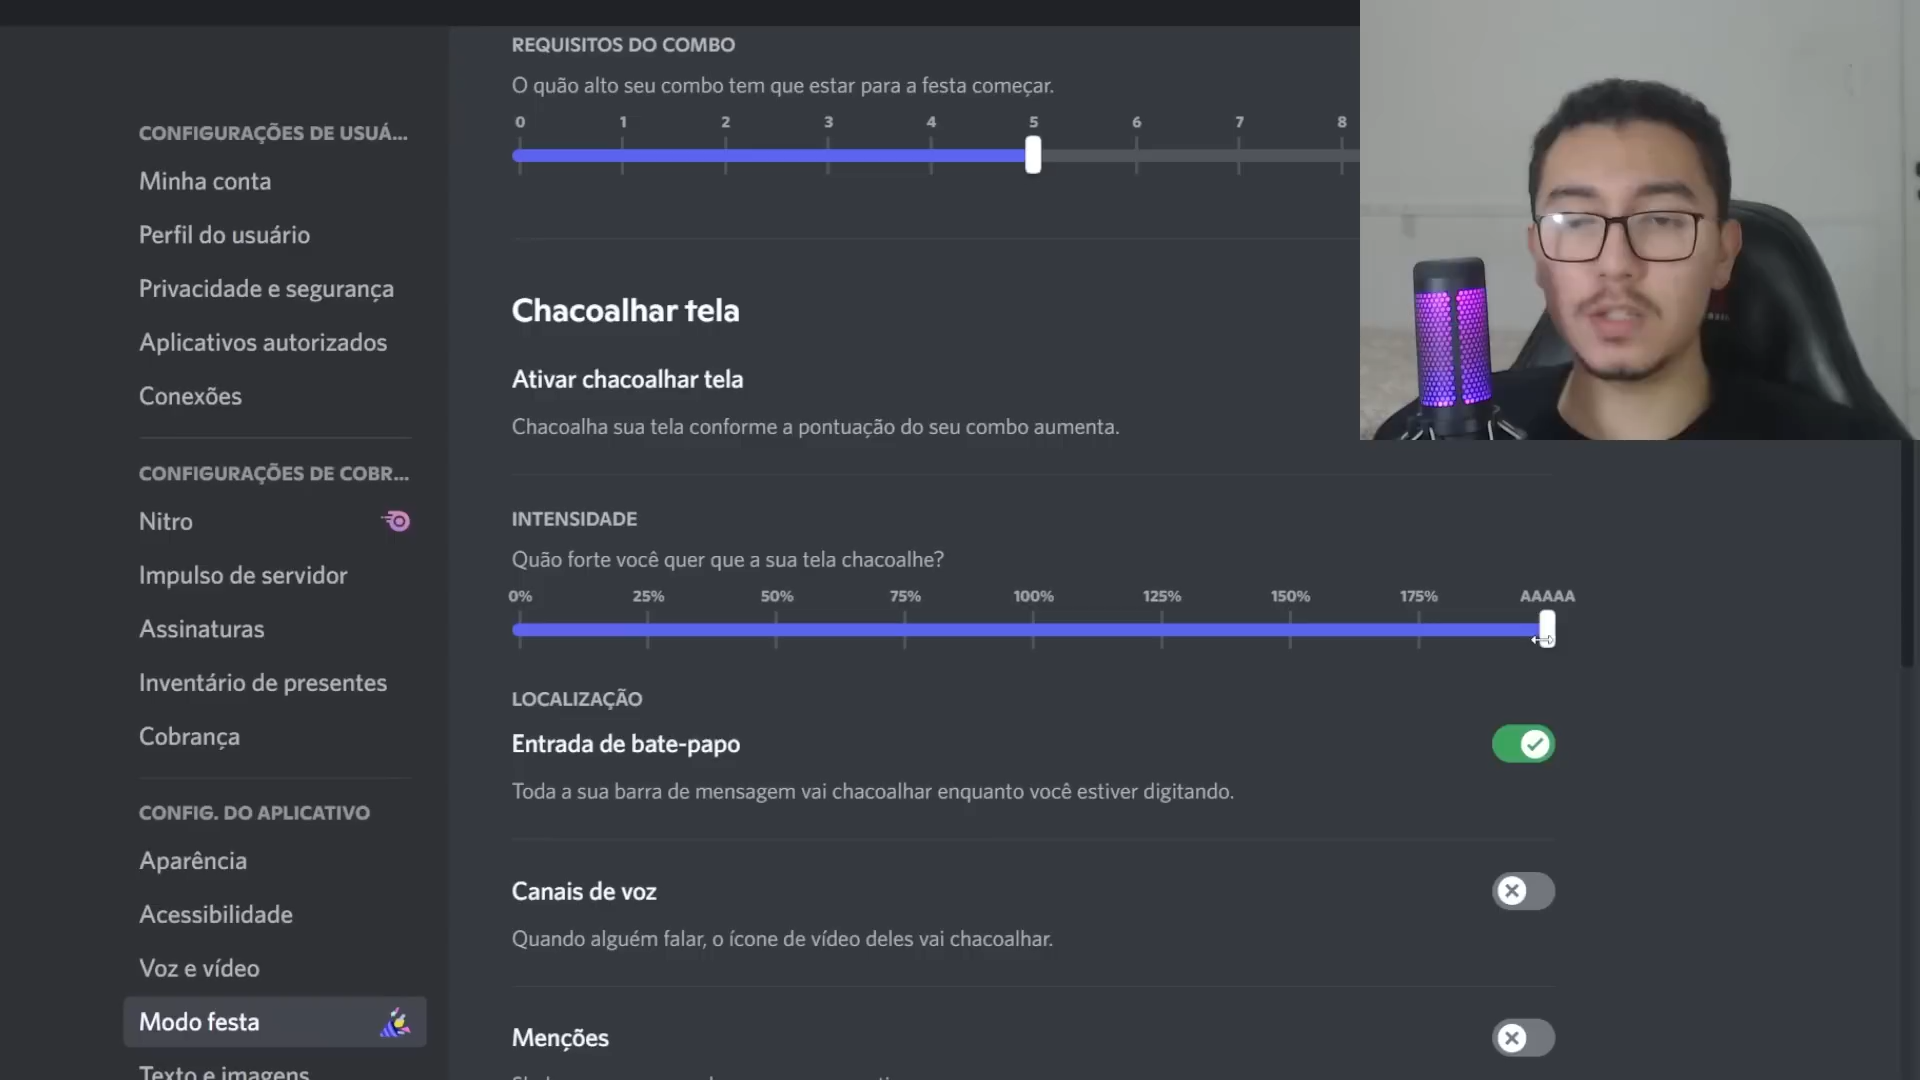 CONFIGURAÇÕES DE USUÁ...
Minha conta
Perfil do usuário
Privacidade e segurança
Aplicativos autorizados
Conexões
CONFIGURAÇÕES DE COBR...
Nitro
Impulso de servidor
Assinaturas
Inventário de presentes
Cobrança
CONFIG. DO APLICATIVO
Aparência
Acessibilidade
Voz e vídeo
Modo festa
Texto e imagens
REQUISITOS DO COMBO
O quão alto seu combo tem que estar para a festa começar.
0 1 2 3 4 5 6 7 8
Chacoalhar tela
Ativar chacoalhar tela
Chacoalha sua tela conforme a pontuação do seu combo aumenta.
INTENSIDADE
Quão forte você quer que a sua tela chacoalhe?
0% 25% 50% 75% 100% 125% 150% 175% AAAAA
LOCALIZAÇÃO
Entrada de bate-papo
Toda a sua barra de mensagem vai chacoalhar enquanto você estiver digitando.
Canais de voz
Quando alguém falar, o ícone de vídeo deles vai chacoalhar.
Menções